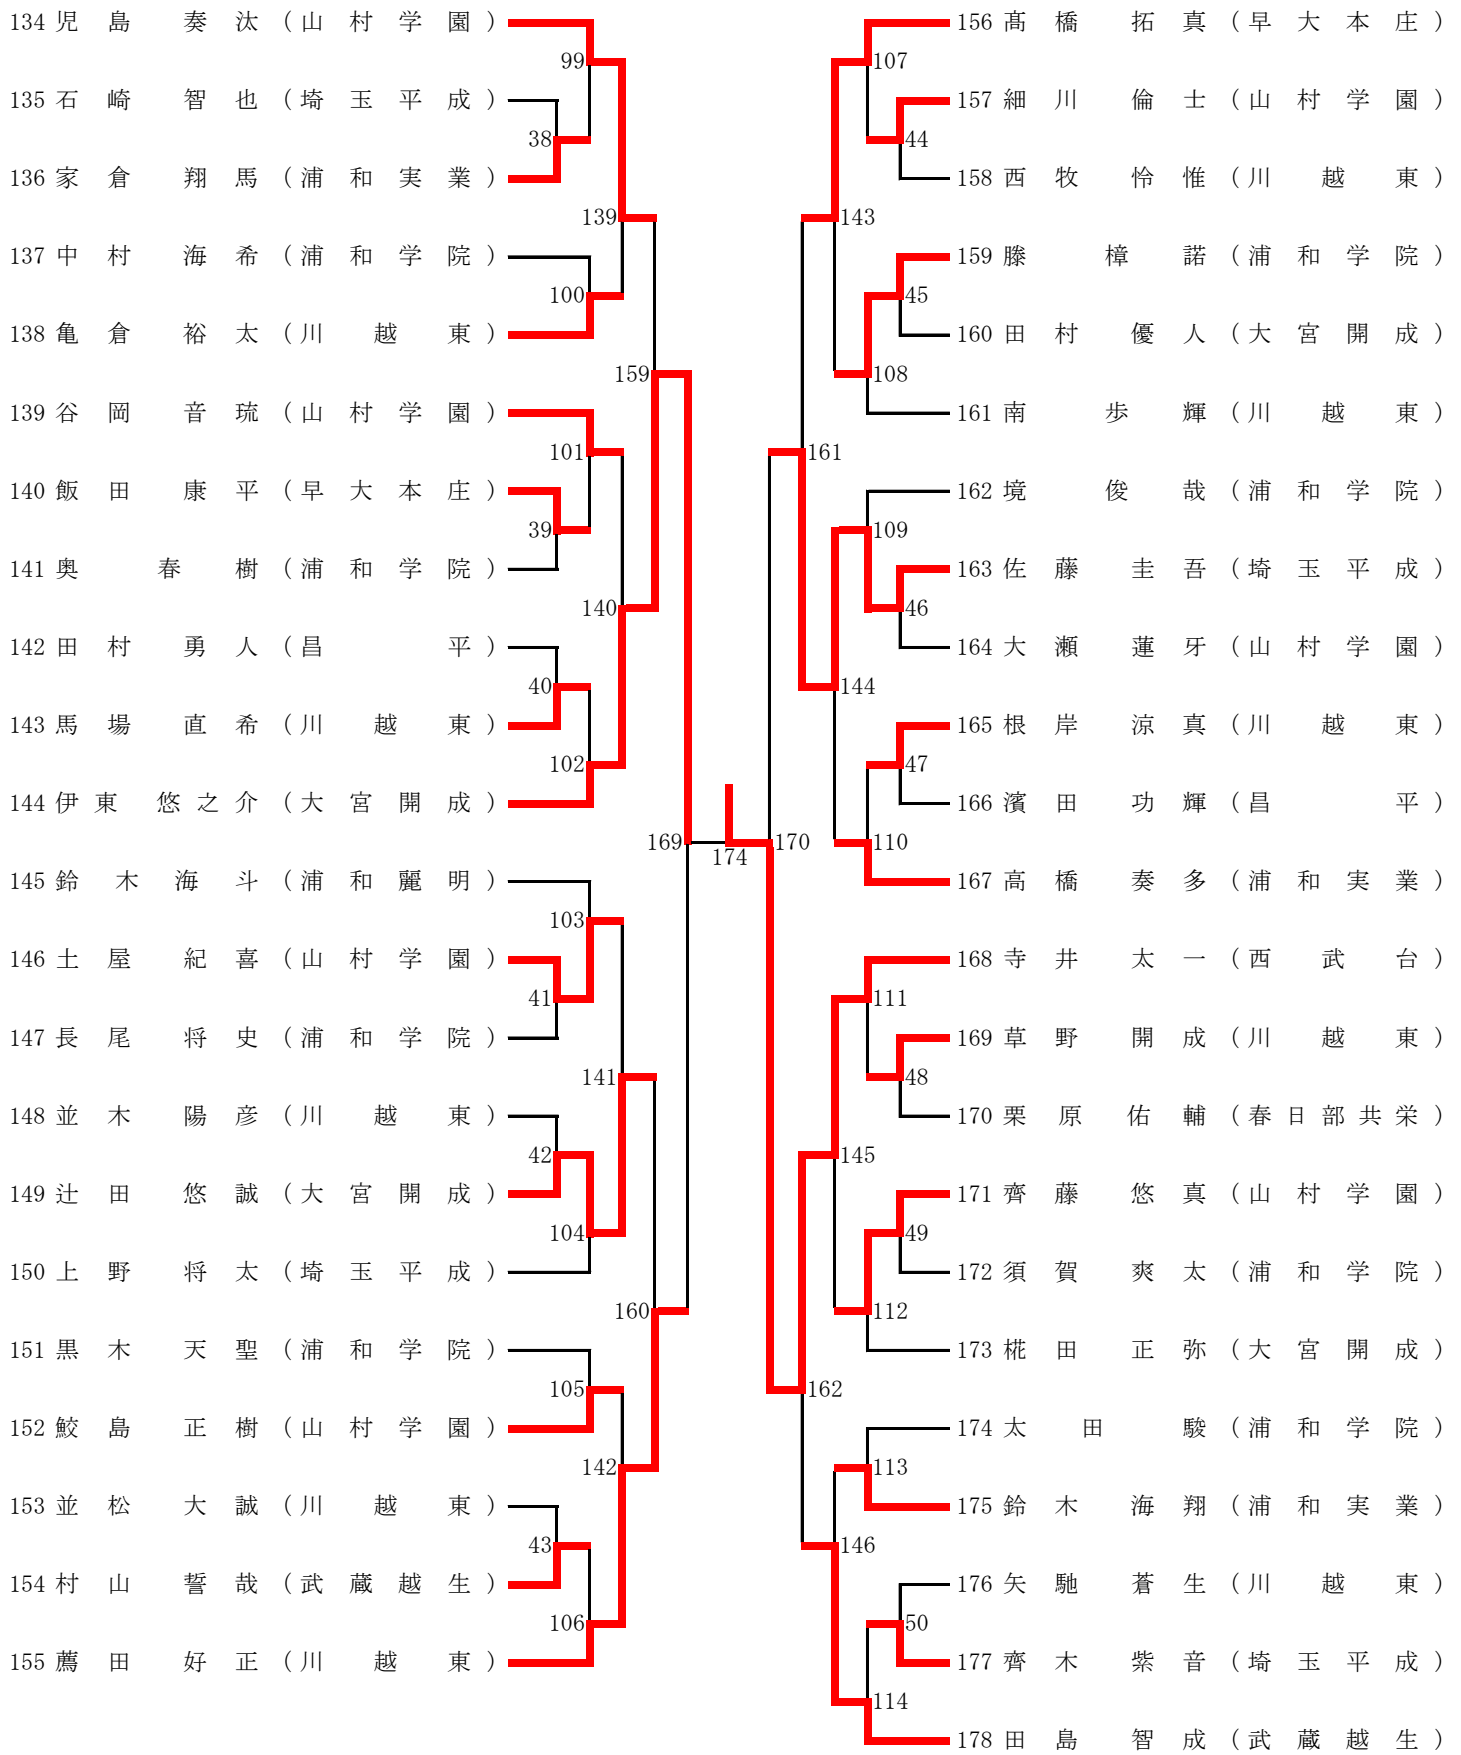 134 児島 奏汰 (山村学園)
99
135 石崎 智也 (埼玉平成)
38
136 家倉 翔馬 (浦和実業)
139
137 中村 海希 (浦和学院)
100
138 亀倉 裕太 (川越東)
159
139 谷岡 音琉 (山村学園)
101
140 飯田 康平 (早大本庄)
39
141 奥 春樹 (浦和学院)
140
142 田村 勇人 (昌平)
40
143 馬場 直希 (川越東)
102
144 伊東 悠之介 (大宮開成)
169
174
145 鈴木 海斗 (浦和麗明)
103
146 土屋 紀喜 (山村学園)
41
147 長尾 将史 (浦和学院)
141
148 並木 陽彦 (川越東)
42
149 辻田 悠誠 (大宮開成)
104
150 上野 将太 (埼玉平成)
160
151 黒木 天聖 (浦和学院)
105
152 鮫島 正樹 (山村学園)
142
153 並松 大誠 (川越東)
43
154 村山 誓哉 (武蔵越生)
106
155 薦田 好正 (川越東)
156 髙橋 拓真 (早大本庄)
107
157 細川 倫士 (山村学園)
44
158 西牧 怜惟 (川越東)
143
159 滕 樟諾 (浦和学院)
45
160 田村 優人 (大宮開成)
108
161 南 歩輝 (川越東)
161
162 境 俊哉 (浦和学院)
109
163 佐藤 圭吾 (埼玉平成)
46
164 大瀬 蓮牙 (山村学園)
144
165 根岸 涼真 (川越東)
47
166 濱田 功輝 (昌平)
110
170
167 高橋 奏多 (浦和実業)
168 寺井 太一 (西武台)
111
169 草野 開成 (川越東)
48
170 栗原 佑輔 (春日部共栄)
145
171 齊藤 悠真 (山村学園)
49
172 須賀 爽太 (浦和学院)
112
173 椛田 正弥 (大宮開成)
162
174 太田 駿 (浦和学院)
113
175 鈴木 海翔 (浦和実業)
146
176 矢馳 蒼生 (川越東)
50
177 齊木 紫音 (埼玉平成)
114
178 田島 智成 (武蔵越生)